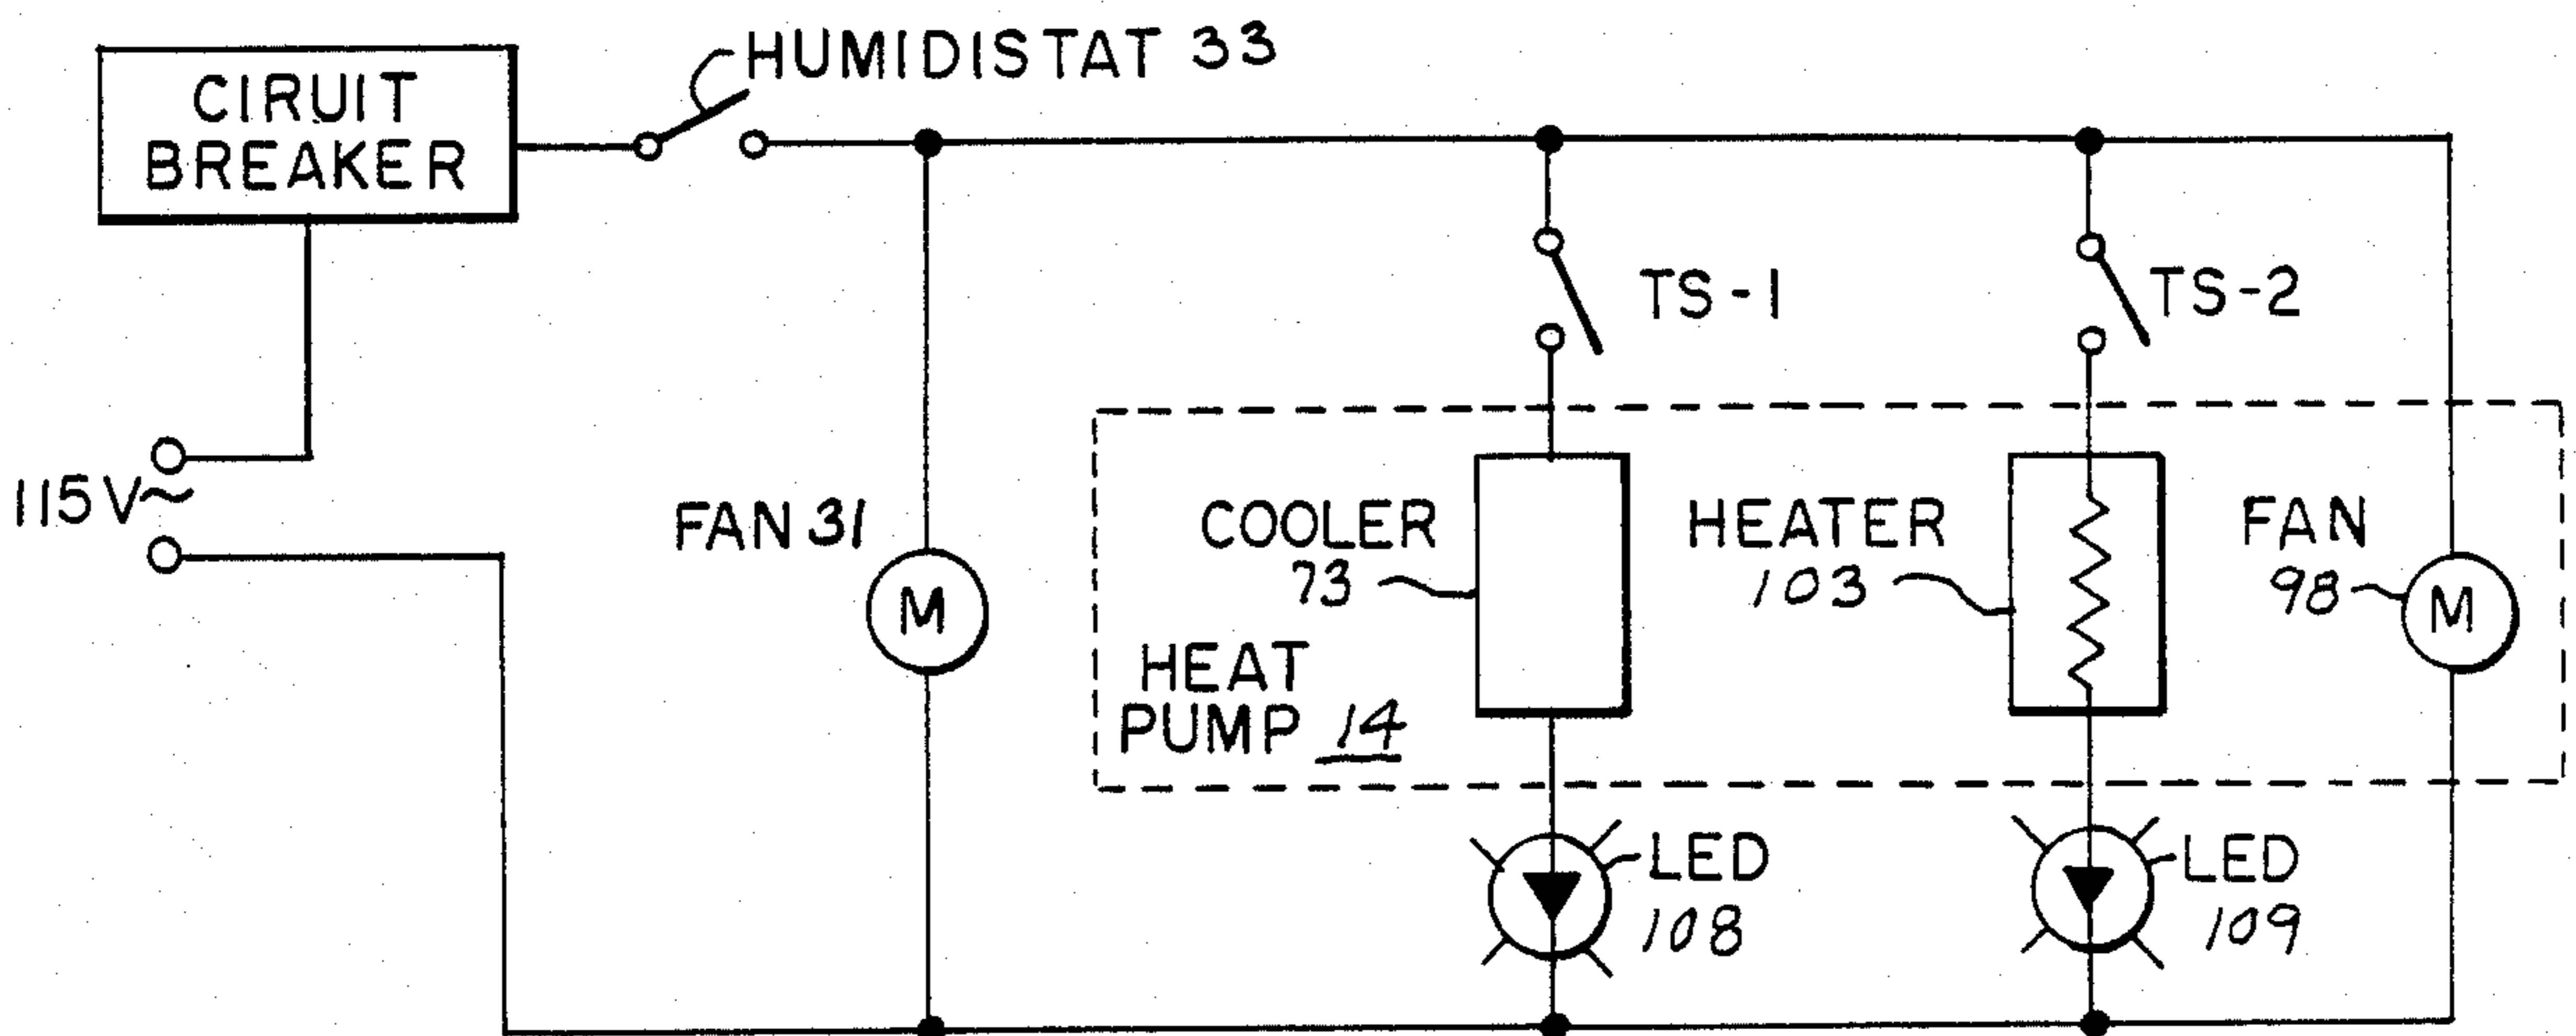 HUMIDISTAT 33
CIRUIT
BREAKER
TS-1
TS-2
115V~
FAN 31
M
COOLER
73
HEATER
103
FAN
98
M
HEAT
PUMP 14
LED
108
LED
109